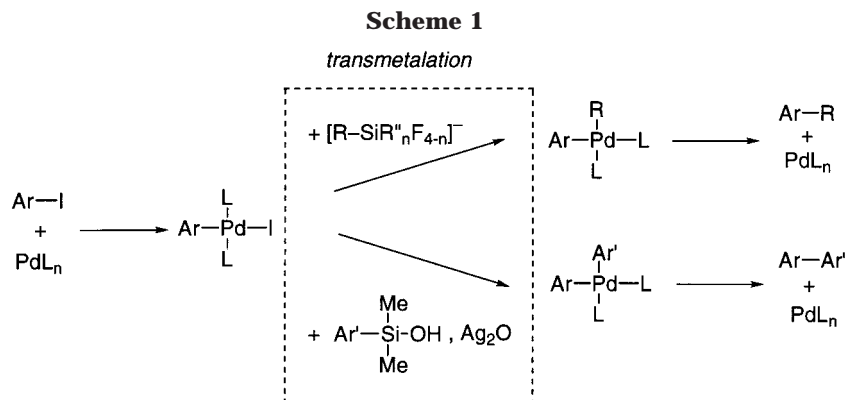 Scheme 1
transmetalation
Ar—I
+
PdLn
L
Ar—Pd—I
L
+ [R–SiR"nF4-n]⁻
R
Ar—Pd—L
L
Ar—R
+
PdLn
Me
+ Ar'—Si-OH , Ag2O
Me
Ar'
Ar—Pd—L
L
Ar—Ar'
+
PdLn